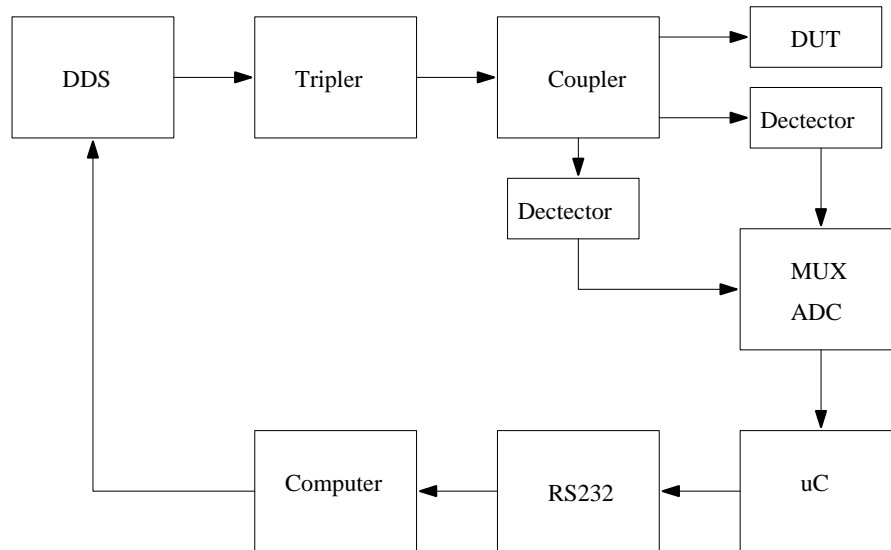 DDS
Tripler
Coupler
DUT
Dectector
Dectector
MUX
ADC
Computer
RS232
uC